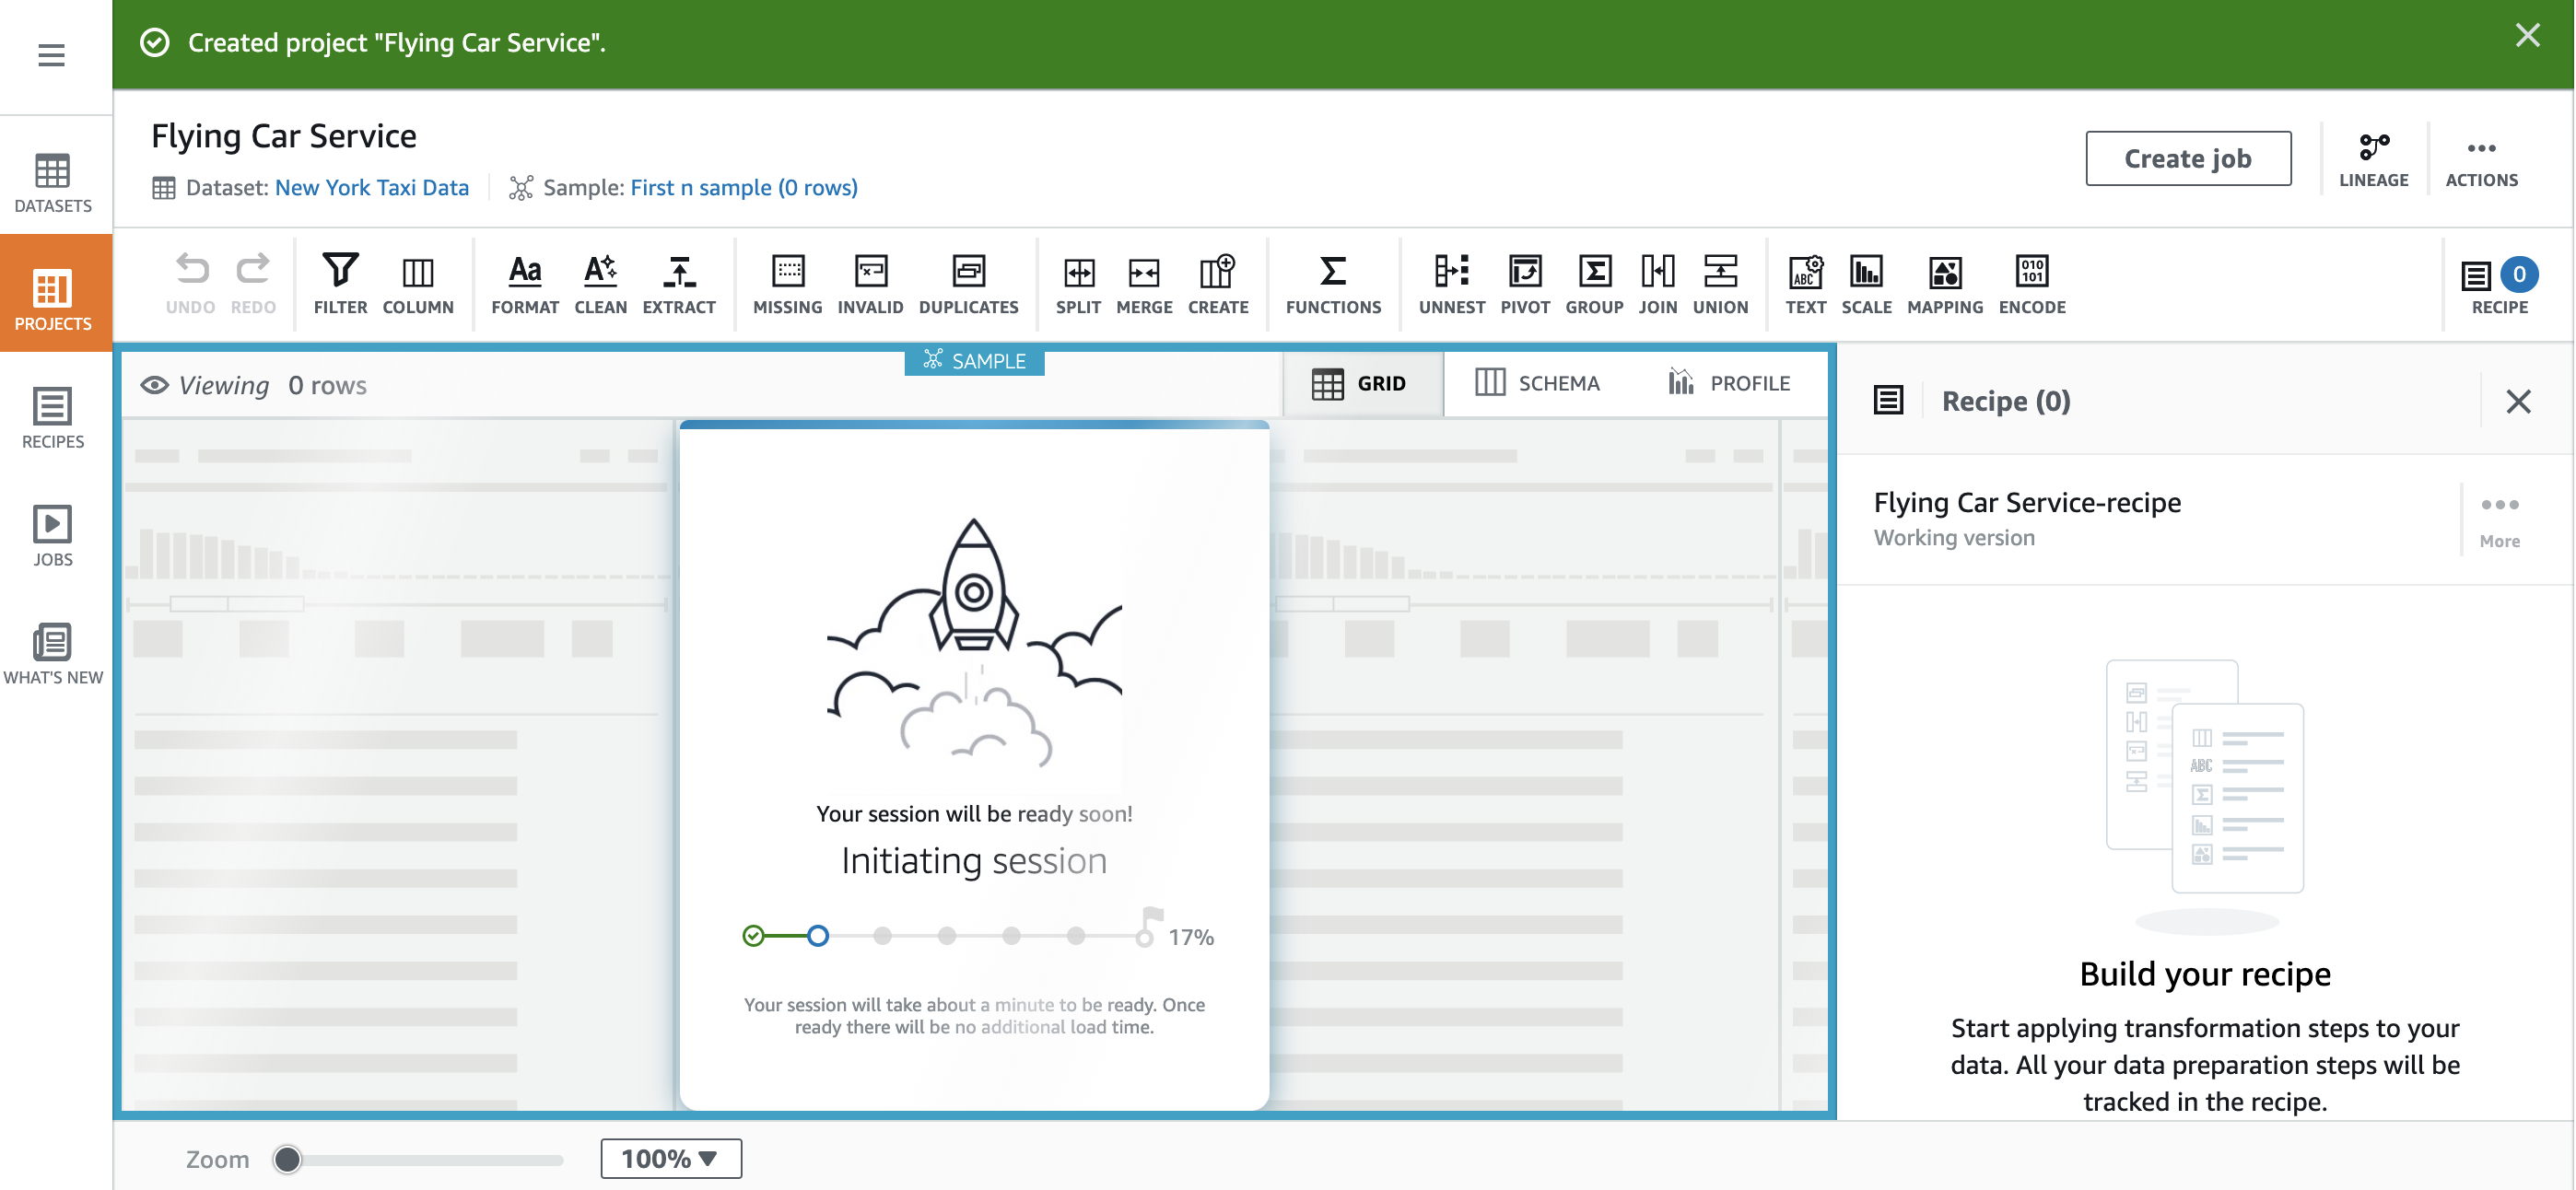 Created project "Flying Car Service".
Flying Car Service
Dataset: New York Taxi Data
Sample: First n sample (0 rows)
Create job
LINEAGE
ACTIONS
DATASETS
PROJECTS
RECIPES
JOBS
WHAT'S NEW
UNDO REDO FILTER COLUMN FORMAT CLEAN EXTRACT MISSING INVALID DUPLICATES SPLIT MERGE CREATE FUNCTIONS UNNEST PIVOT GROUP JOIN UNION TEXT SCALE MAPPING ENCODE
0
RECIPE
Viewing 0 rows
SAMPLE
GRID
SCHEMA
PROFILE
Your session will be ready soon!
Initiating session
17%
Your session will take about a minute to be ready. Once
ready there will be no additional load time.
Recipe (0)
Flying Car Service-recipe
Working version
More
ABC
Build your recipe
Start applying transformation steps to your
data. All your data preparation steps will be
tracked in the recipe.
Zoom
100%